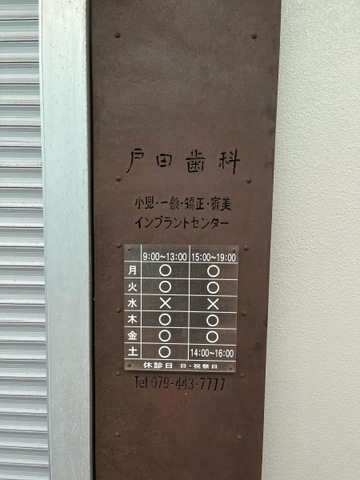 戸田歯科
小児・一般・矯正・審美
インプラントセンター
9:00~13:00 15:00~19:00
月 ○ ○
火 ○ ○
水 × ×
木 ○ ○
金 ○ ○
土 ○ 14:00~16:00
休診日 日・祝祭日
Tel 079-443-7777